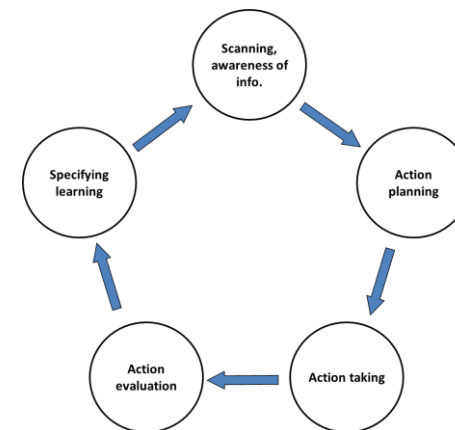 Scanning,
awareness of
info.
Action
planning
Action taking
Action
evaluation
Specifying
learning